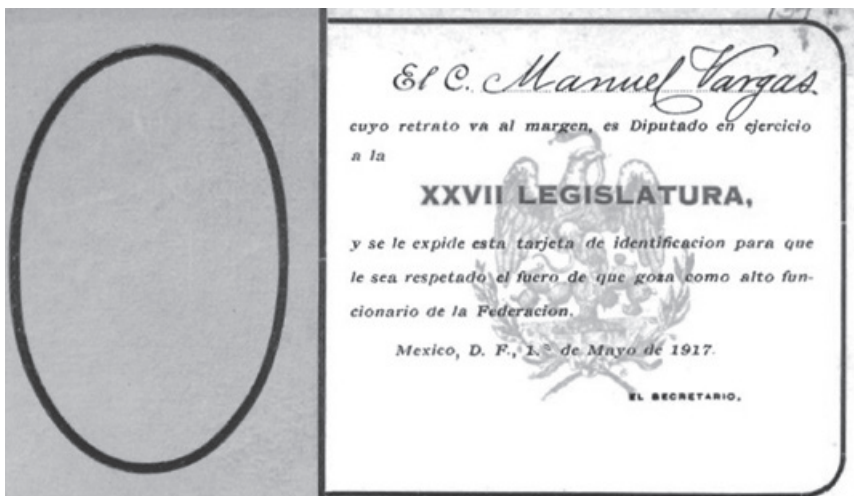 El C. Manuel Vargas.
cuyo retrato va al margen, es Diputado en ejercicio
a la
XXVII LEGISLATURA,
y se le expide esta tarjeta de identificacion para que
le sea respetado el fuero de que goza como alto fun-
cionario de la Federacion.
Mexico, D. F., 1.º de Mayo de 1917.
EL SECRETARIO,